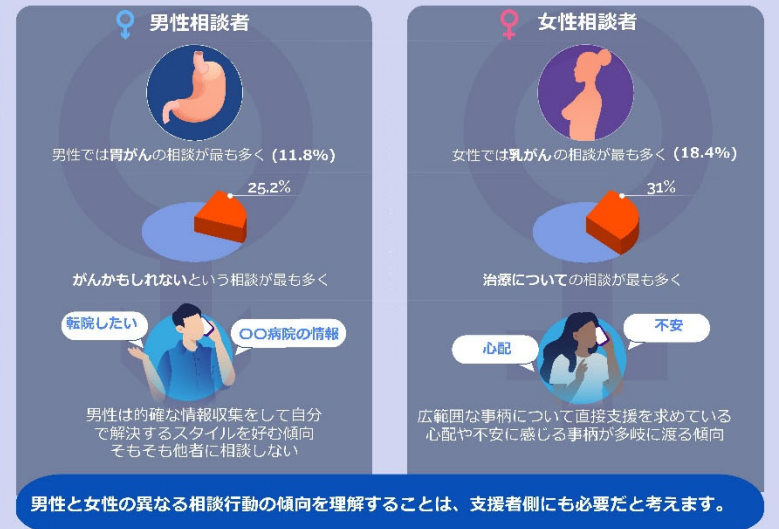 男性相談者
男性では胃がんの相談が最も多く (11.8%)
25.2%
がんかもしれないという相談が最も多く
転院したい
〇〇病院の情報
男性は的確な情報収集をして自分
で解決するスタイルを好む傾向
そもそも他者に相談しない
女性相談者
女性では乳がんの相談が最も多く (18.4%)
31%
治療についての相談が最も多く
心配
不安
広範囲な事柄について直接支援を求めている
心配や不安に感じる事柄が多岐に渡る傾向
男性と女性の異なる相談行動の傾向を理解することは、支援者側にも必要だと考えます。